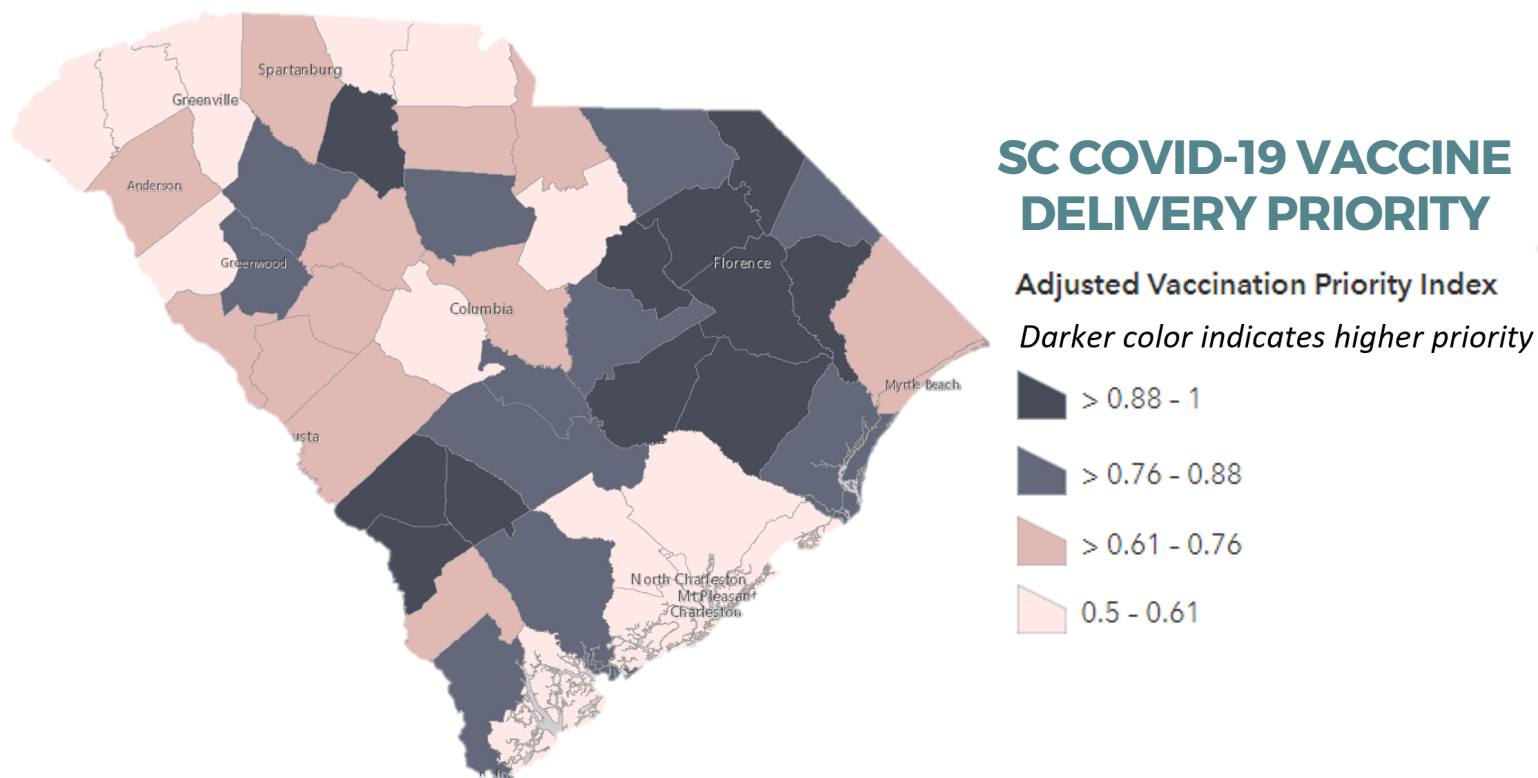 SC COVID-19 VACCINE
DELIVERY PRIORITY
Adjusted Vaccination Priority Index
Darker color indicates higher priority
> 0.88 - 1
> 0.76 - 0.88
> 0.61 - 0.76
0.5 - 0.61
Spartanburg
Greenville
Anderson
Greenwood
Florence
Columbia
Myrtle Beach
usta
North Charleston
Mt Pleasant
Charleston